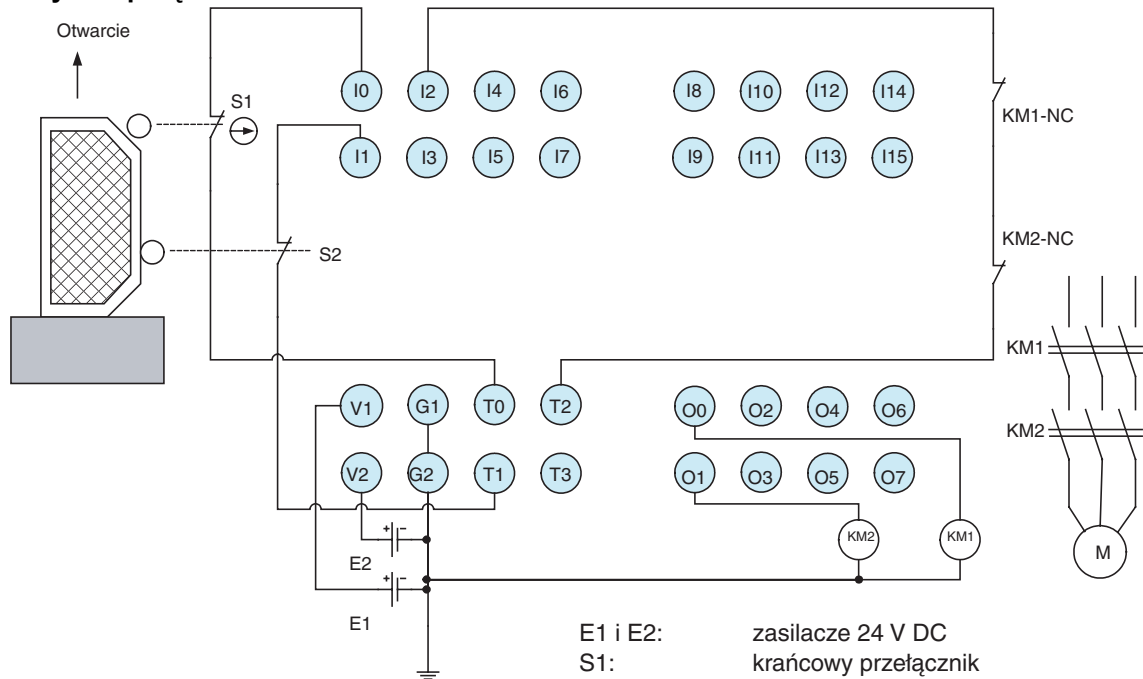 Otwarcie
S1
I0 I2 I4 I6 I8 I10 I12 I14
KM1-NC
I1 I3 I5 I7 I9 I11 I13 I15
S2
KM2-NC
KM1
V1 G1 T0 T2 O0 O2 O4 O6
KM2
V2 G2 T1 T3 O1 O3 O5 O7
+ −
KM2 KM1
M
E2
+ −
E1
E1 i E2: zasilacze 24 V DC
S1: krańcowy przełącznik